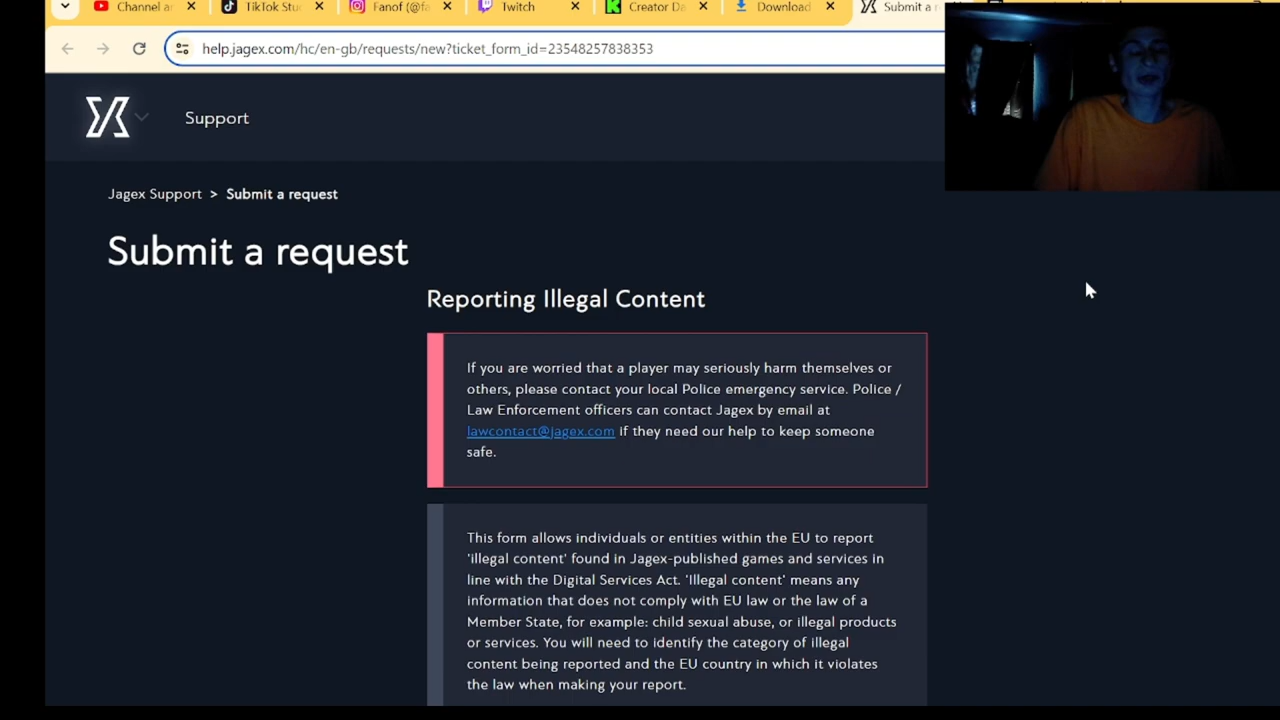 Channel ar
TikTok Stu
Instagram Fanof (@fa
Twitch
Creator Da
Download
Submit a r
help.jagex.com/hc/en-gb/requests/new?ticket_form_id=23548257838353
Support
Jagex Support > Submit a request
Submit a request
Reporting Illegal Content
If you are worried that a player may seriously harm themselves or
others, please contact your local Police emergency service. Police /
Law Enforcement officers can contact Jagex by email at
lawcontact@jagex.com if they need our help to keep someone
safe.
This form allows individuals or entities within the EU to report
'illegal content' found in Jagex-published games and services in
line with the Digital Services Act. 'Illegal content' means any
information that does not comply with EU law or the law of a
Member State, for example: child sexual abuse, or illegal products
or services. You will need to identify the category of illegal
content being reported and the EU country in which it violates
the law when making your report.